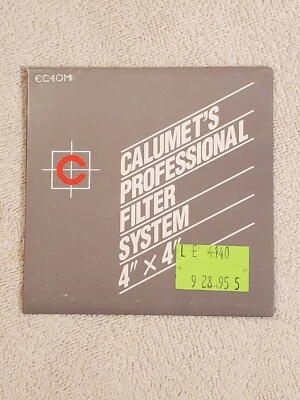 CC40M
C
CALUMET'S
PROFESSIONAL
FILTER
SYSTEM
4" × 4"
L E 4140
9 28 95 5